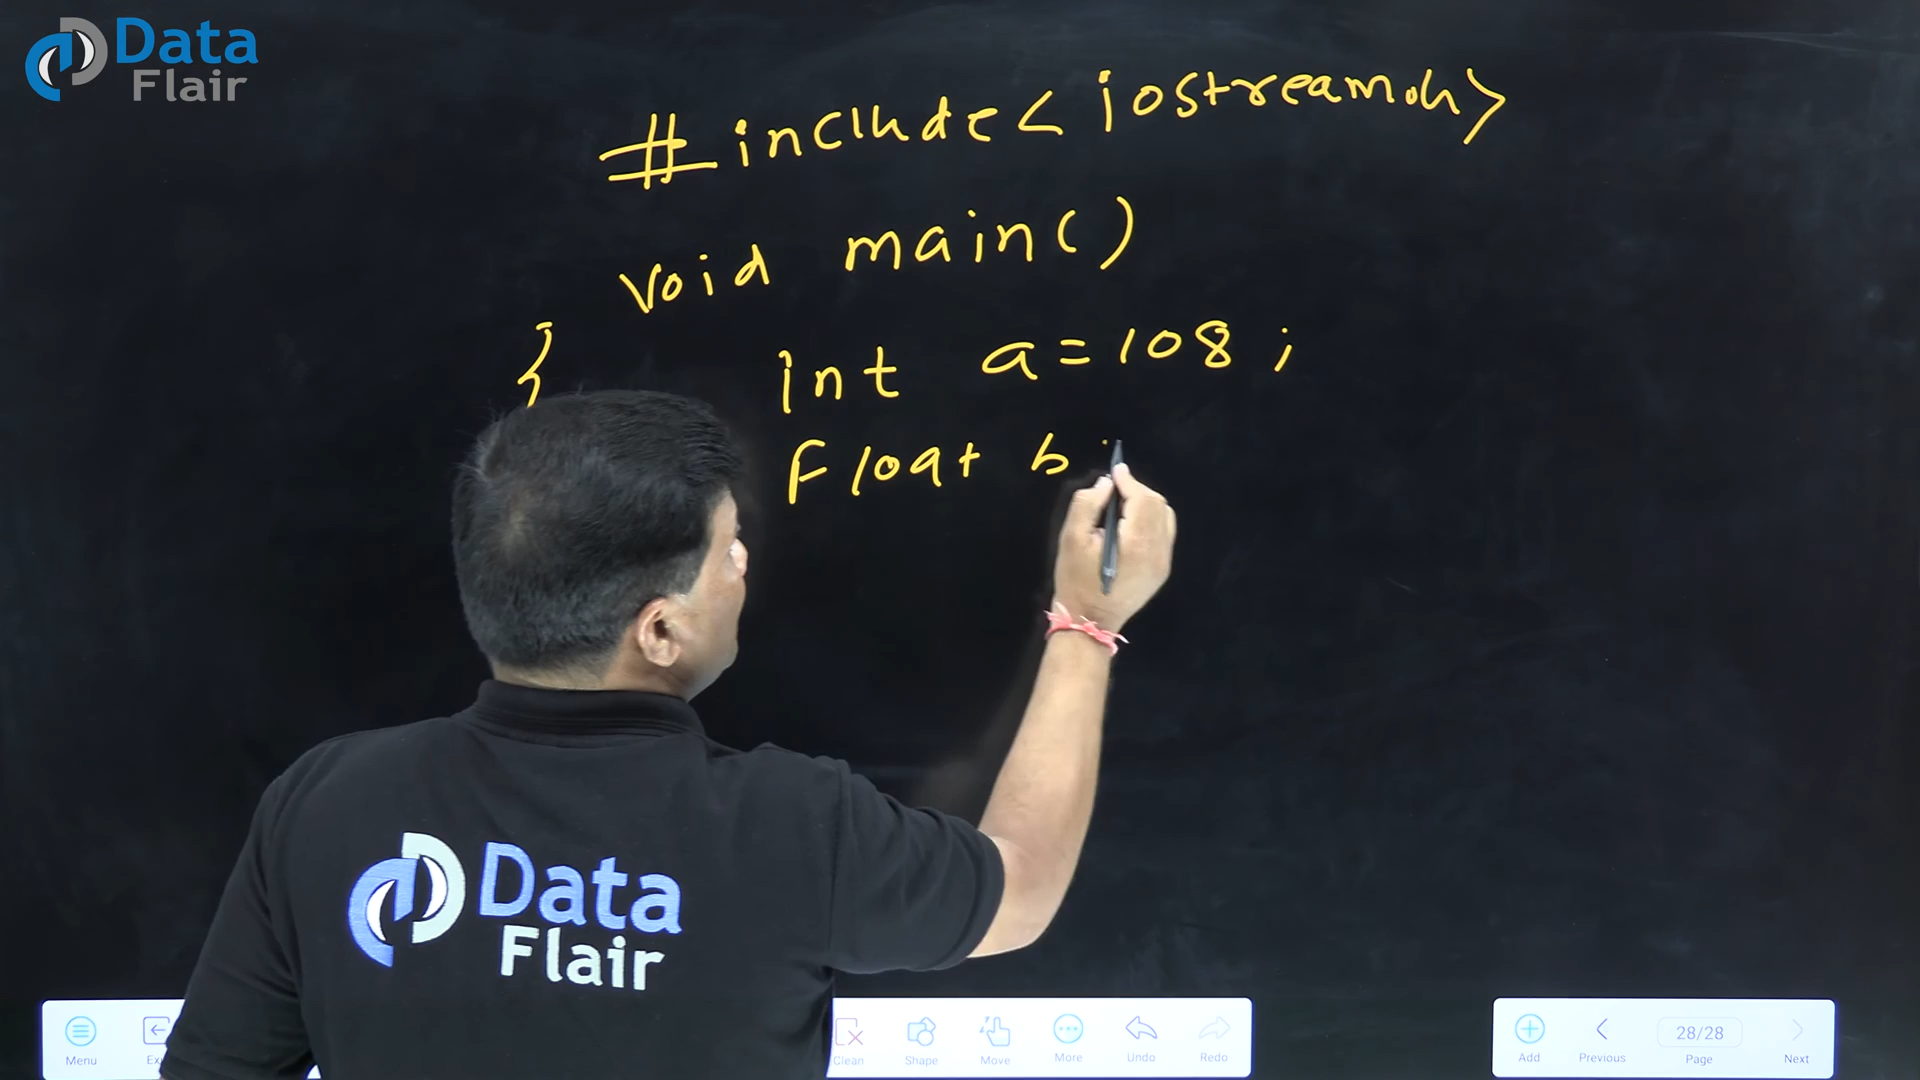 Data
Flair
#include<iostream.h>
void main()
{
int a=108;
float b
Data
Flair
Menu
Clean
Shape
Move
More
Undo
Redo
Add
Previous
28/28
Page
Next